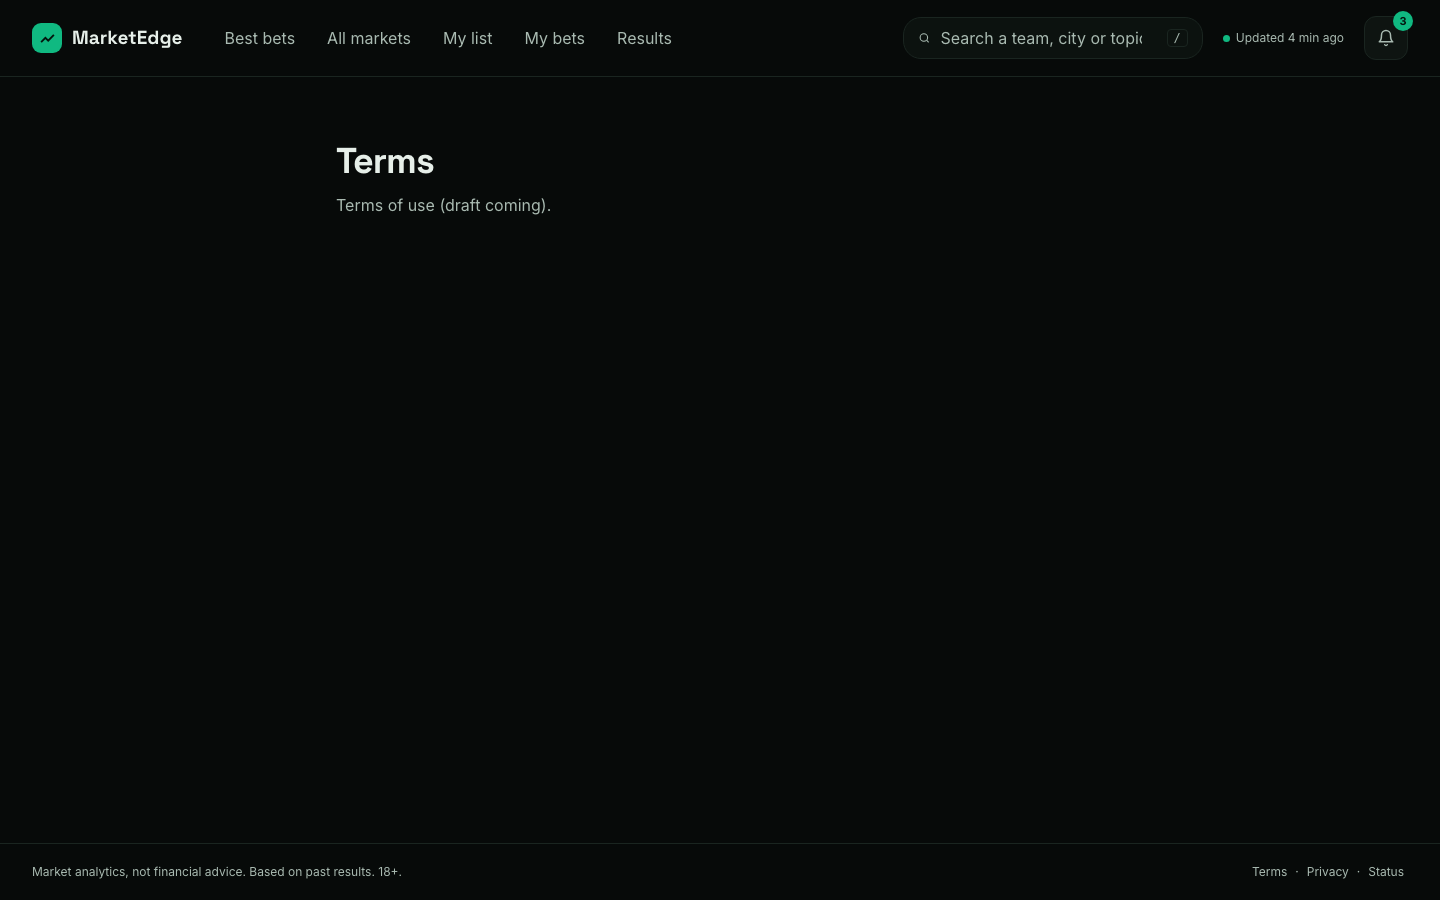 MarketEdge
Best bets
All markets
My list
My bets
Results
Search a team, city or topic
/
Updated 4 min ago
3
Terms
Terms of use (draft coming).
Market analytics, not financial advice. Based on past results. 18+.
Terms · Privacy · Status